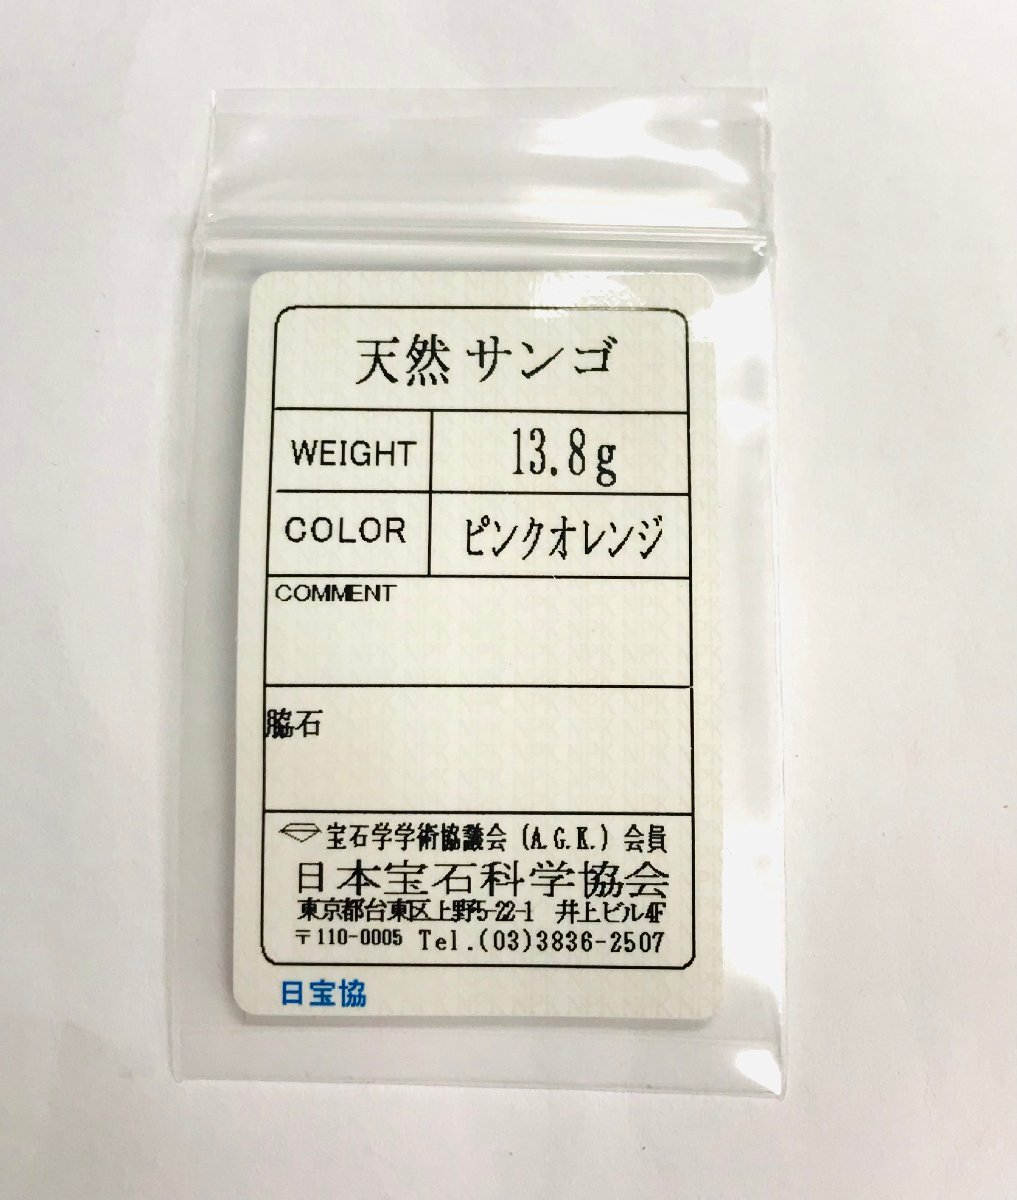 天然 サンゴ
WEIGHT 13.8g
COLOR ピンクオレンジ
COMMENT
脇石
宝石学学術協議会 (A.G.K.) 会員
日本宝石科学協会
東京都台東区上野5-22-1 井上ビル4F
〒110-0005 Tel.(03)3836-2507
日宝協